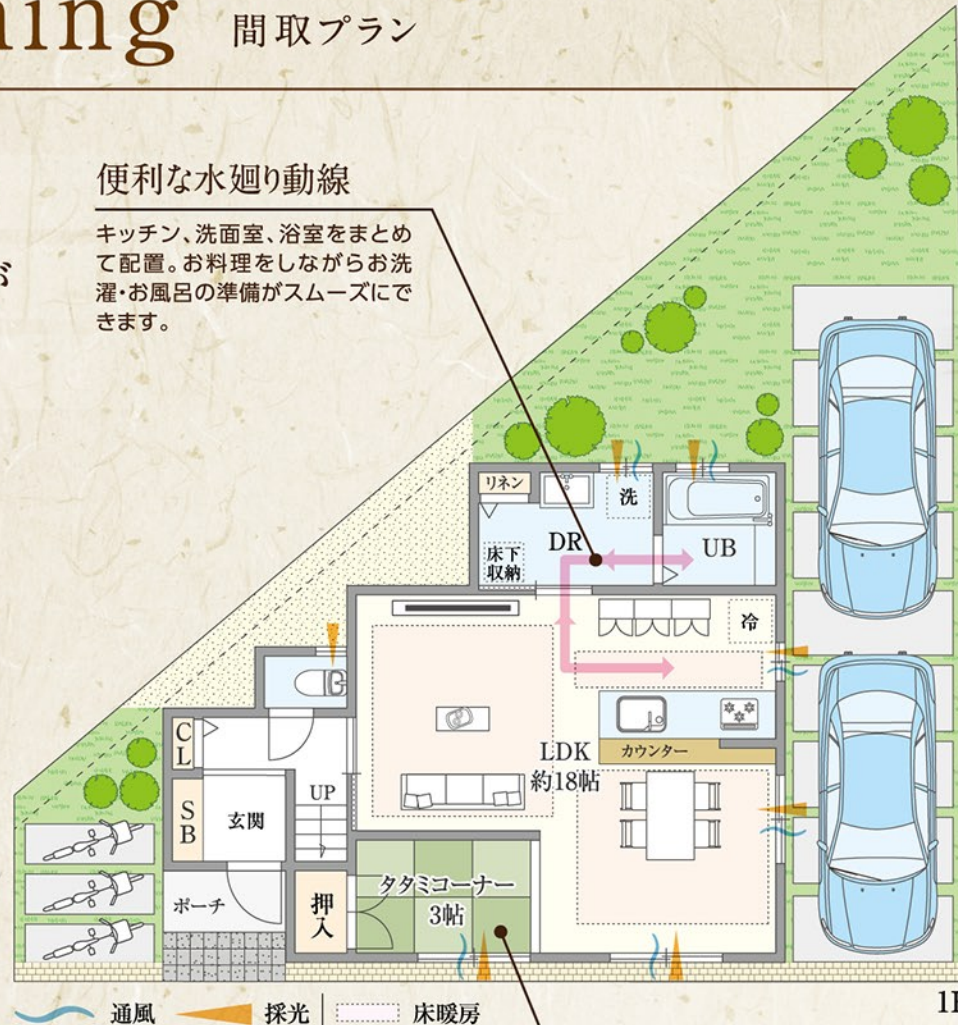 ning 間取プラン
便利な水廻り動線
キッチン、洗面室、浴室をまとめ
て配置。お料理をしながらお洗
濯・お風呂の準備がスムーズにで
きます。
が
リネン
洗
床下
収納
DR
UB
冷
CL
SB
玄関
UP
LDK
約18帖
カウンター
ポーチ
押入
タタミコーナー
3帖
通風 採光 床暖房